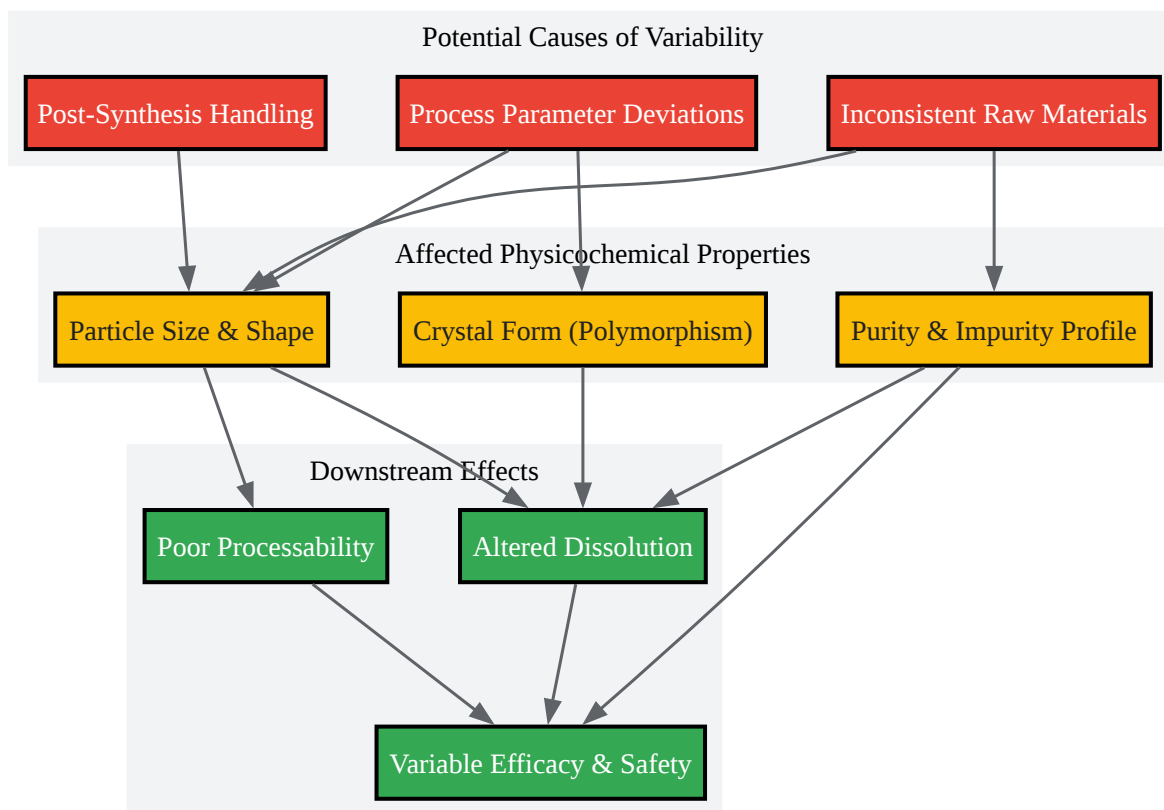 Potential Causes of Variability
Post-Synthesis Handling
Process Parameter Deviations
Inconsistent Raw Materials
Affected Physicochemical Properties
Particle Size & Shape
Crystal Form (Polymorphism)
Purity & Impurity Profile
Downstream Effects
Poor Processability
Altered Dissolution
Variable Efficacy & Safety